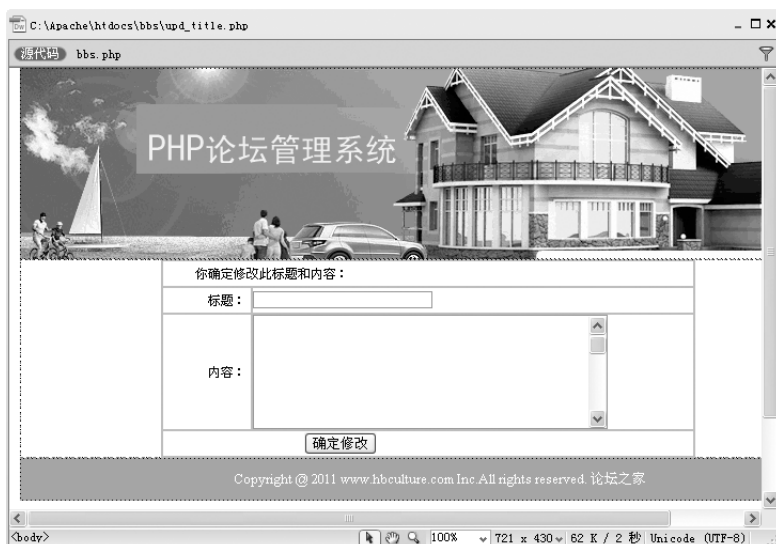 C:\Apache\htdocs\bbs\upd_title.php
源代码 bbs.php
PHP论坛管理系统
你确定修改此标题和内容：
标题：
内容：
确定修改
Copyright @ 2011 www.hbculture.com Inc.All rights reserved. 论坛之家
<body> 100% 721 x 430 62 K / 2 秒 Unicode (UTF-8)